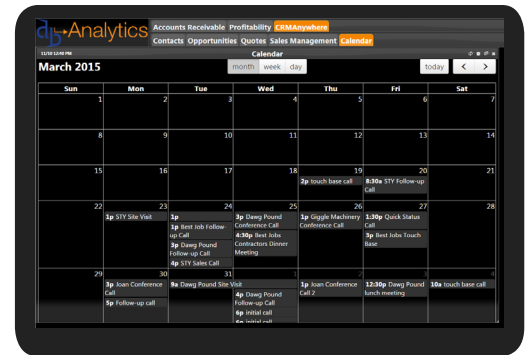 db→Analytics
Accounts Receivable Profitability CRMAnywhere
Contacts Opportunities Quotes Sales Management Calendar
11/10 12:40 PM Calendar
March 2015 month week day today < >
Sun Mon Tue Wed Thu Fri Sat
1 2 3 4 5 6 7
8 9 10 11 12 13 14
15 16 17 18 19 20 21
2p touch base call
8:30a STY Follow-up
Call
22 23 24 25 26 27 28
1p STY Site Visit
1p
1p Best Job Follow-
up Call
3p Dawg Pound
Follow-up Call
4p STY Sales Call
3p Dawg Pound
Conference Call
4:30p Best Jobs
Contractors Dinner
Meeting
1p Giggle Machinery
Conference Call
1:30p Quick Status
Call
3p Best Jobs Touch
Base
29 30 31 1 2 3 4
3p Joan Conference
Call
5p Follow-up call
9a Dawg Pound Site Visit
4p Dawg Pound
Follow-up Call
6p initial call
6p initial call
1p Joan Conference
Call 2
12:30p Dawg Pound
lunch meeting
10a touch base call